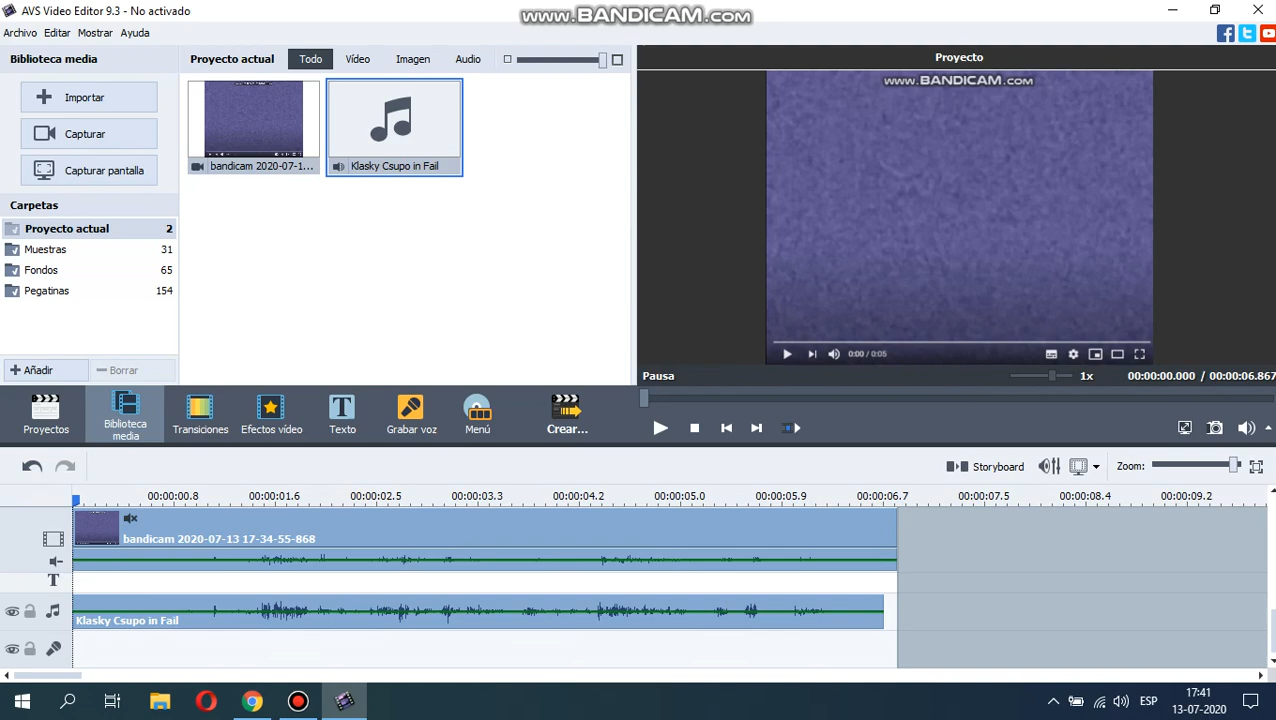 AVS Video Editor 9.3 - No activado
www.BANDICAM.com
Archivo Editar Mostrar Ayuda
Biblioteca media
Proyecto actual Todo Vídeo Imagen Audio
Proyecto
www.BANDICAM.com
Importar
Capturar
Capturar pantalla
bandicam 2020-07-1...
Klasky Csupo in Fail
Carpetas
Proyecto actual 2
Muestras 31
Fondos 65
Pegatinas 154
0:00 / 0:05
Añadir Borrar
Pausa 1x 00:00:00.000 / 00:00:06.867
Proyectos
Biblioteca media
Transiciones
Efectos vídeo
Texto
Grabar voz
Menú
Crear...
Storyboard Zoom:
00:00:00.8 00:00:01.6 00:00:02.5 00:00:03.3 00:00:04.2 00:00:05.0 00:00:05.9 00:00:06.7 00:00:07.5 00:00:08.4 00:00:09.2
bandicam 2020-07-13 17-34-55-868
T
Klasky Csupo in Fail
ESP
17:41
13-07-2020